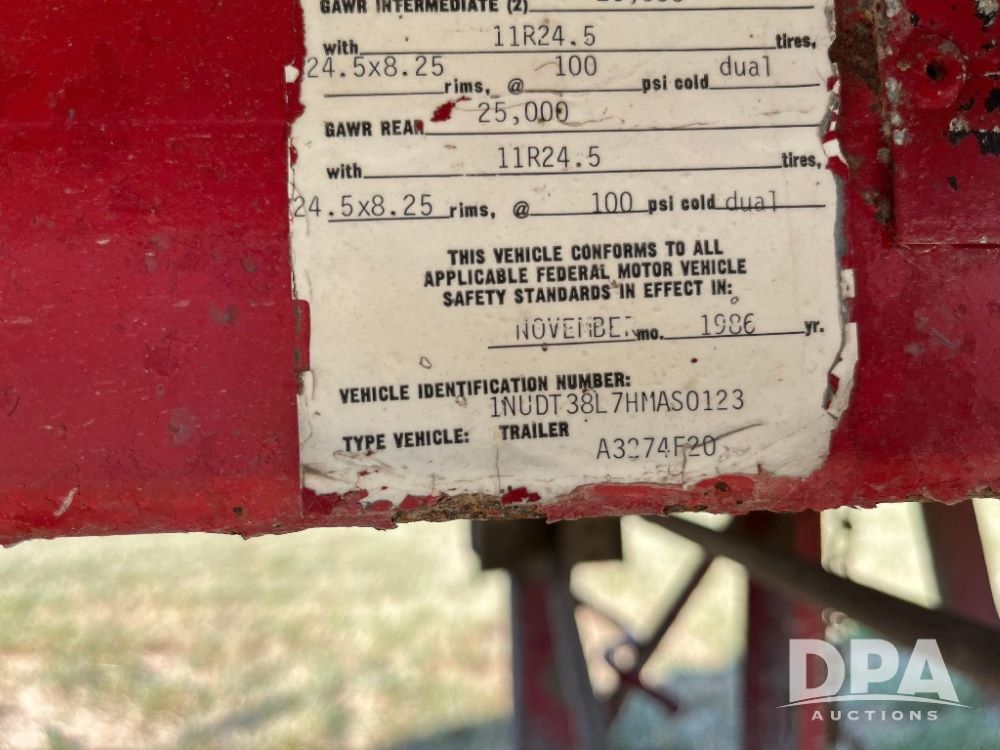 GAWR INTERMEDIATE (2)
with 11R24.5 tires,
24.5x8.25 rims, @ 100 psi cold dual
GAWR REAR 25,000
with 11R24.5 tires,
24.5x8.25 rims, @ 100 psi cold dual
THIS VEHICLE CONFORMS TO ALL
APPLICABLE FEDERAL MOTOR VEHICLE
SAFETY STANDARDS IN EFFECT IN:
NOVEMBER mo. 1986 yr.
VEHICLE IDENTIFICATION NUMBER:
1NUDT38L7HMAS0123
TYPE VEHICLE: TRAILER
A3274F20
DPA
AUCTIONS